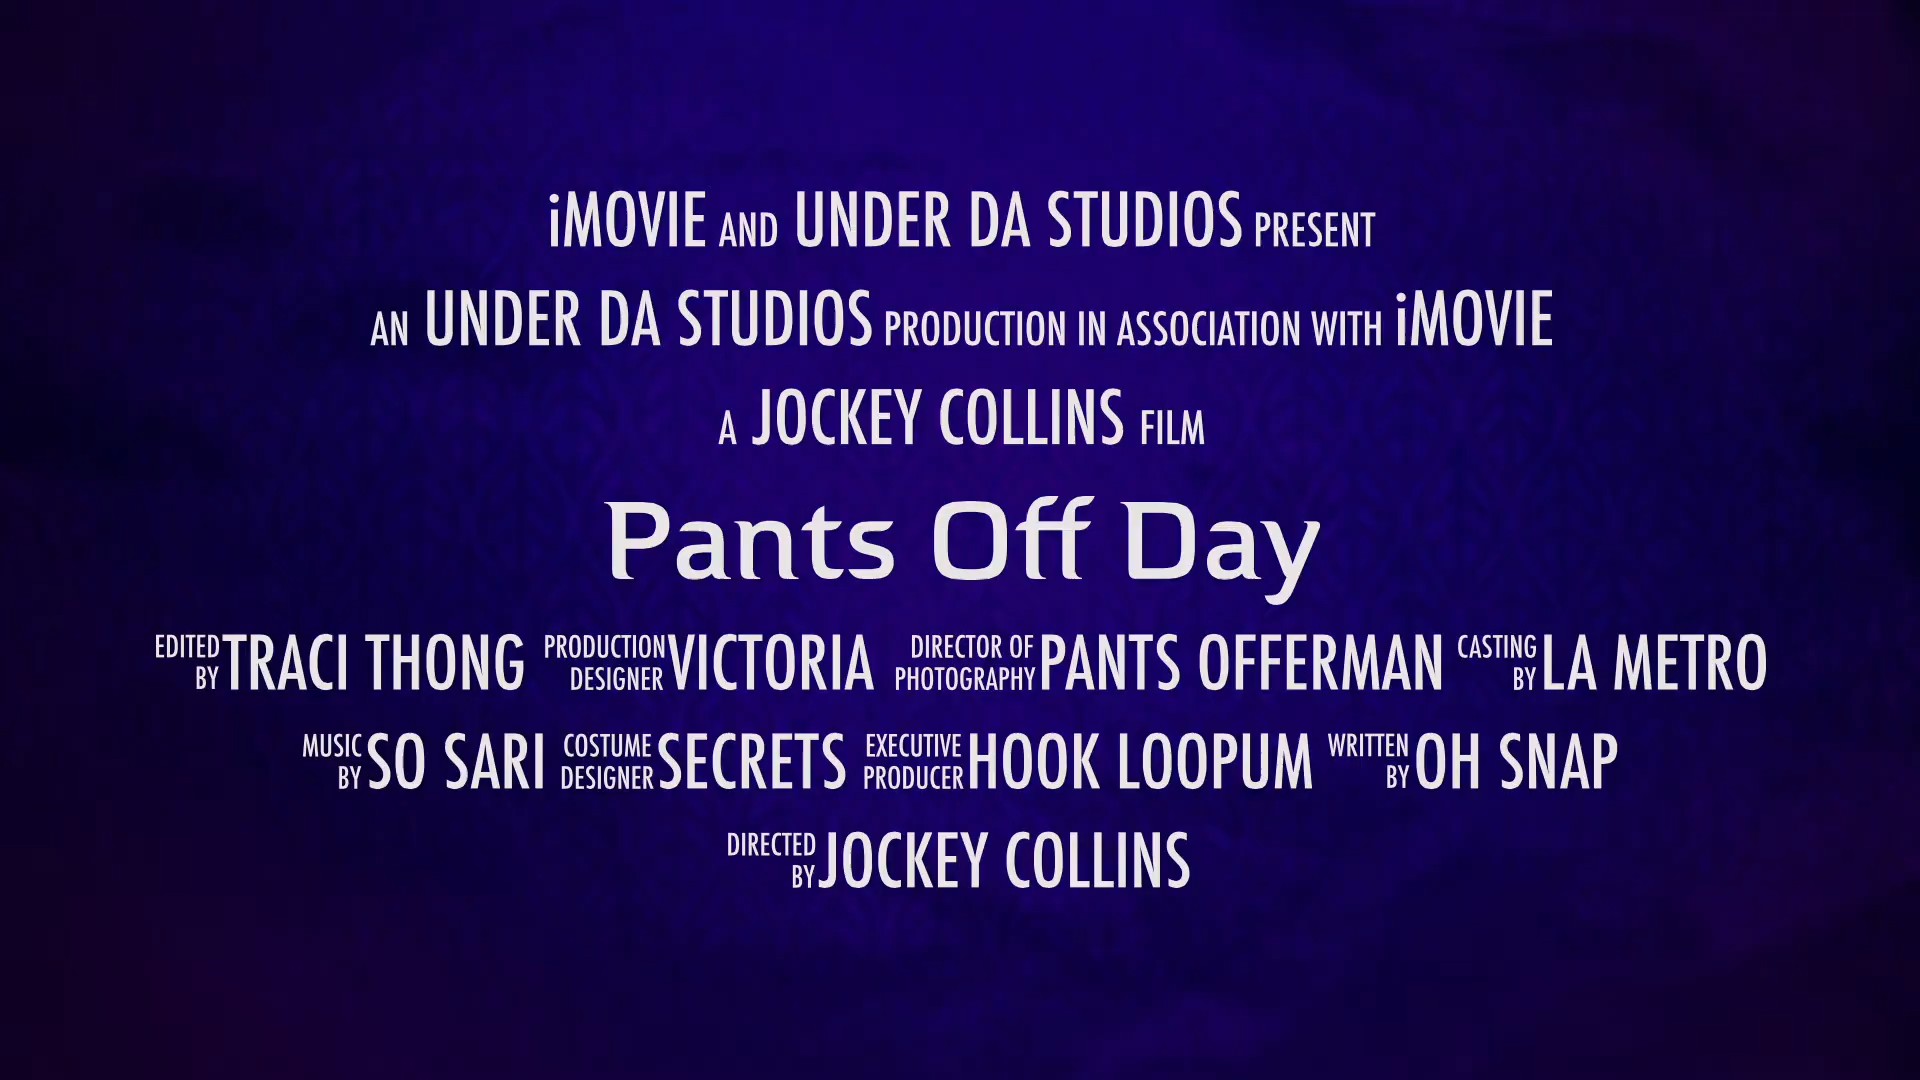 iMOVIE AND UNDER DA STUDIOS PRESENT
AN UNDER DA STUDIOS PRODUCTION IN ASSOCIATION WITH iMOVIE
A JOCKEY COLLINS FILM
Pants Off Day
EDITED BY TRACI THONG PRODUCTION DESIGNER VICTORIA DIRECTOR OF PHOTOGRAPHY PANTS OFFERMAN CASTING BY LA METRO
MUSIC BY SO SARI COSTUME DESIGNER SECRETS EXECUTIVE PRODUCER HOOK LOOPUM WRITTEN BY OH SNAP
DIRECTED BY JOCKEY COLLINS